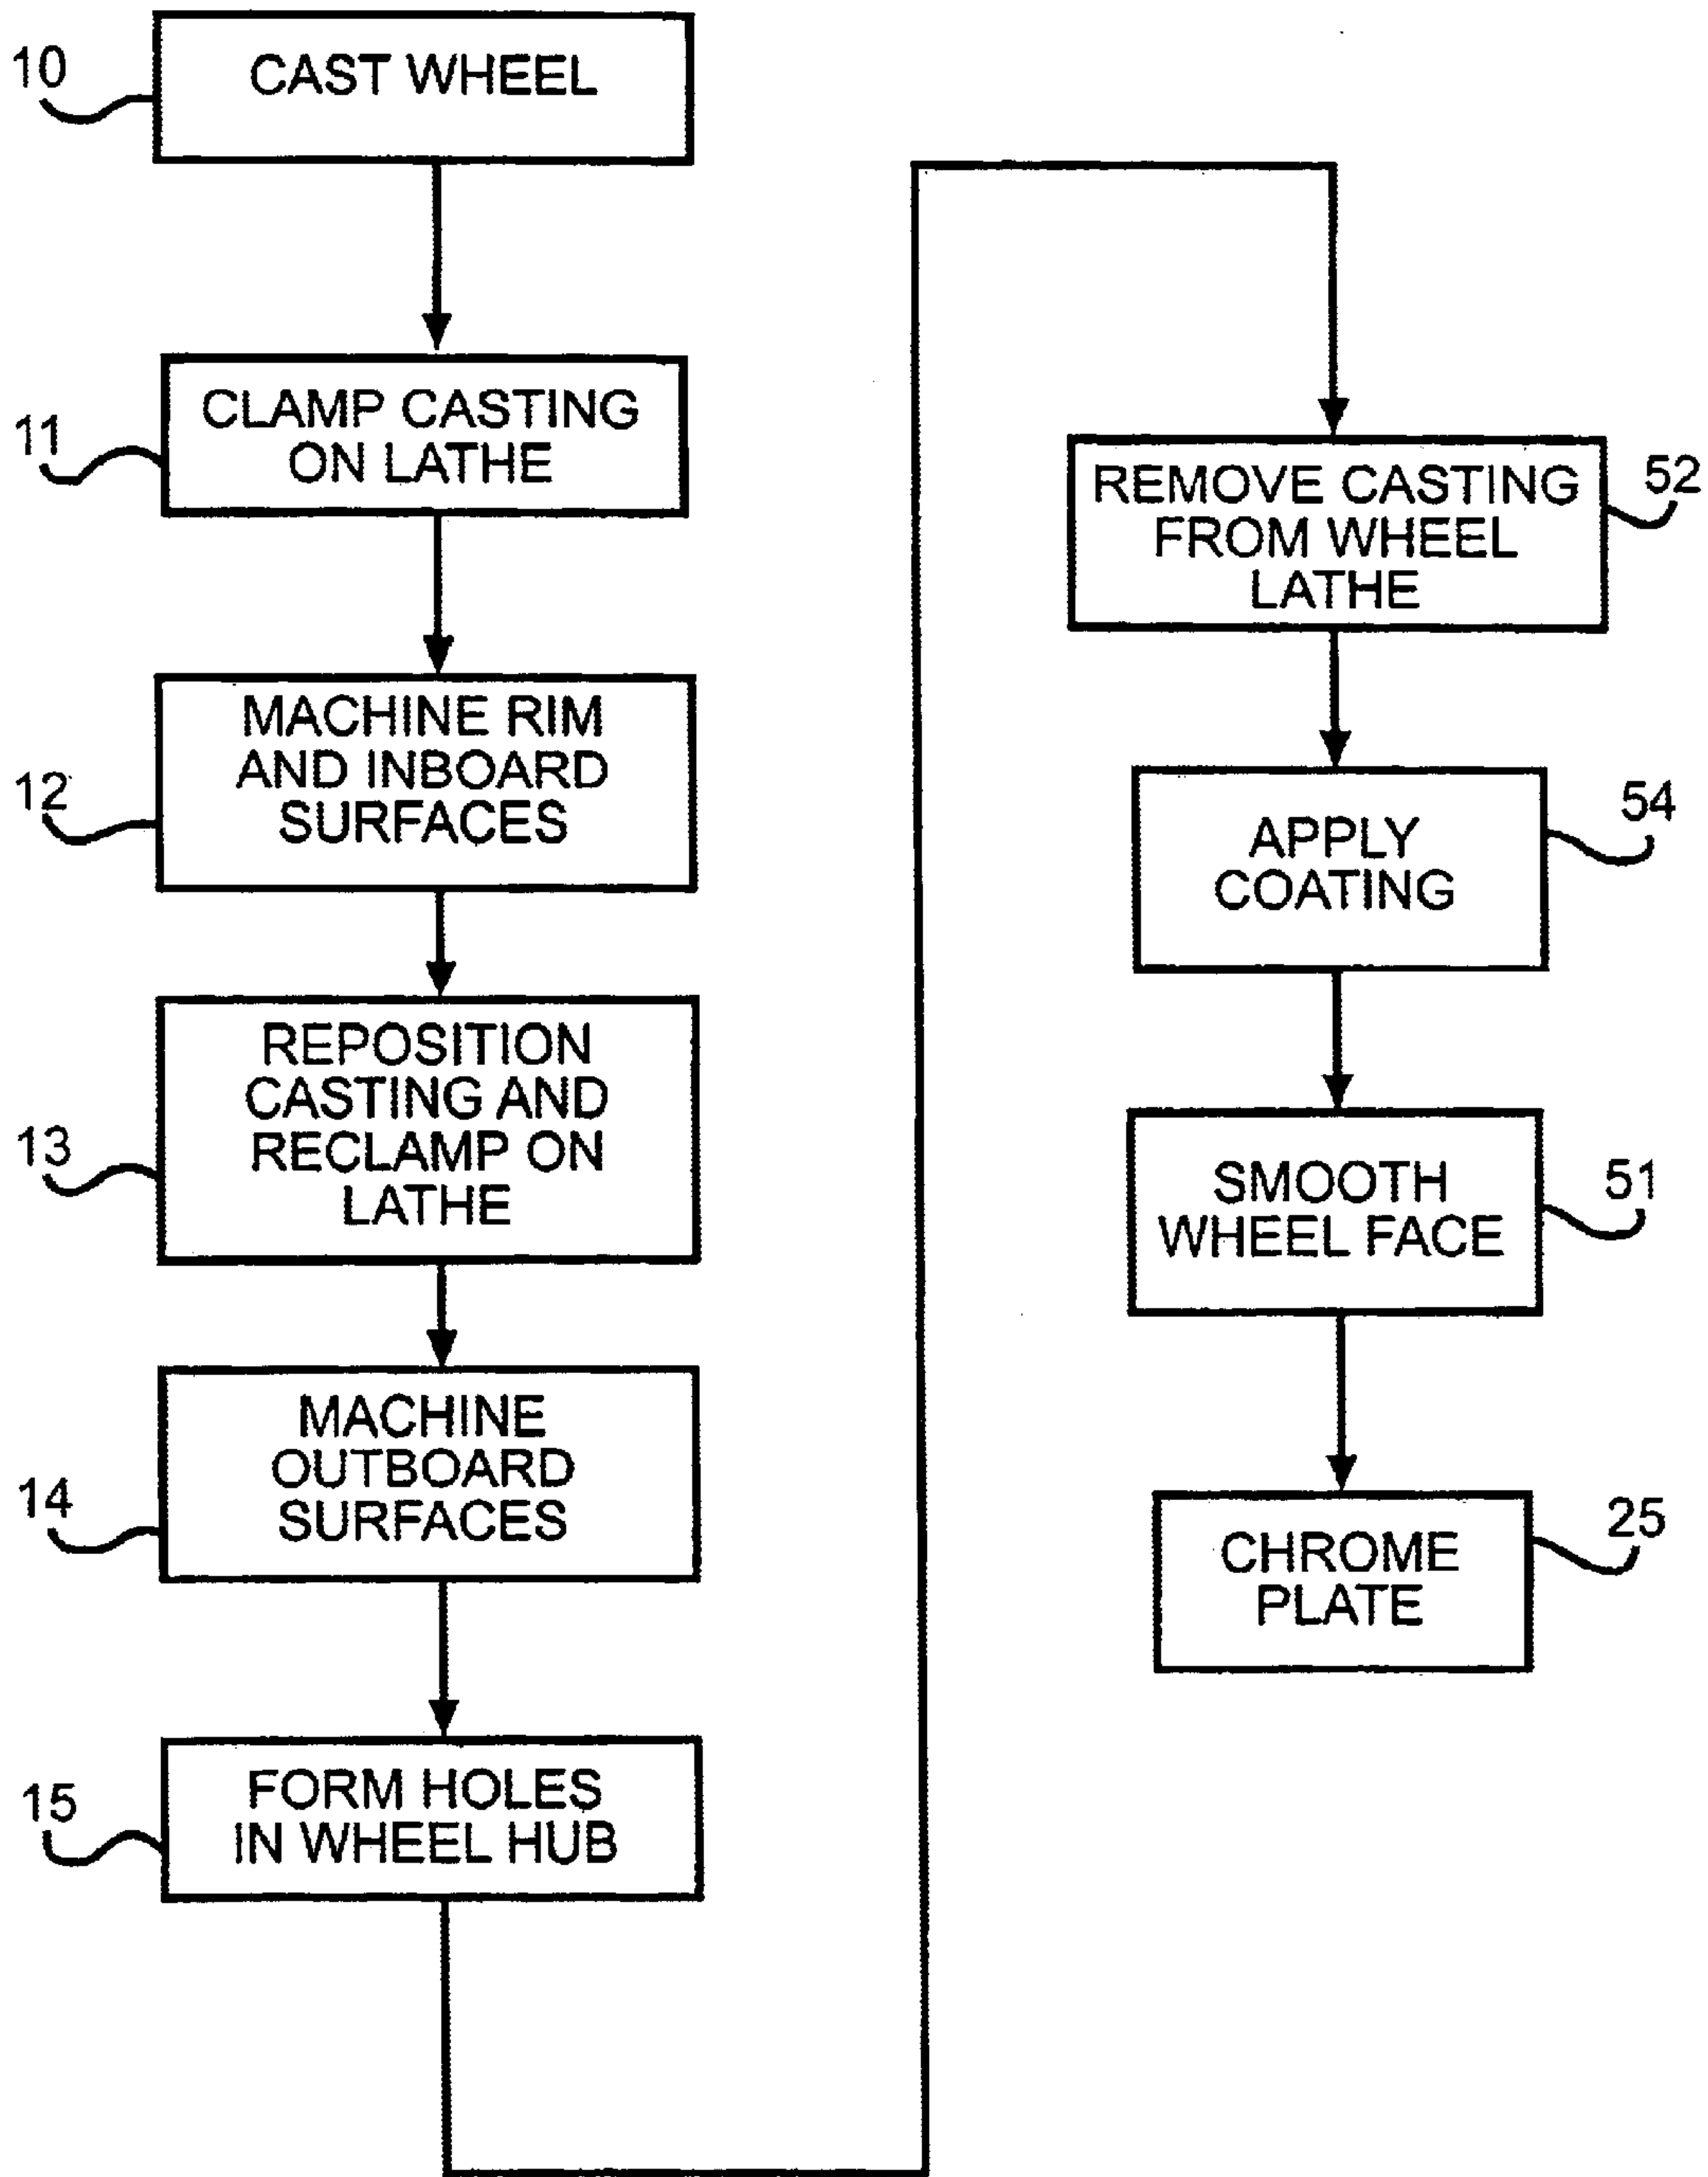 10
CAST WHEEL
11
CLAMP CASTING
ON LATHE
12
MACHINE RIM
AND INBOARD
SURFACES
13
REPOSITION
CASTING AND
RECLAMP ON
LATHE
14
MACHINE
OUTBOARD
SURFACES
15
FORM HOLES
IN WHEEL HUB
52
REMOVE CASTING
FROM WHEEL
LATHE
54
APPLY
COATING
51
SMOOTH
WHEEL FACE
25
CHROME
PLATE